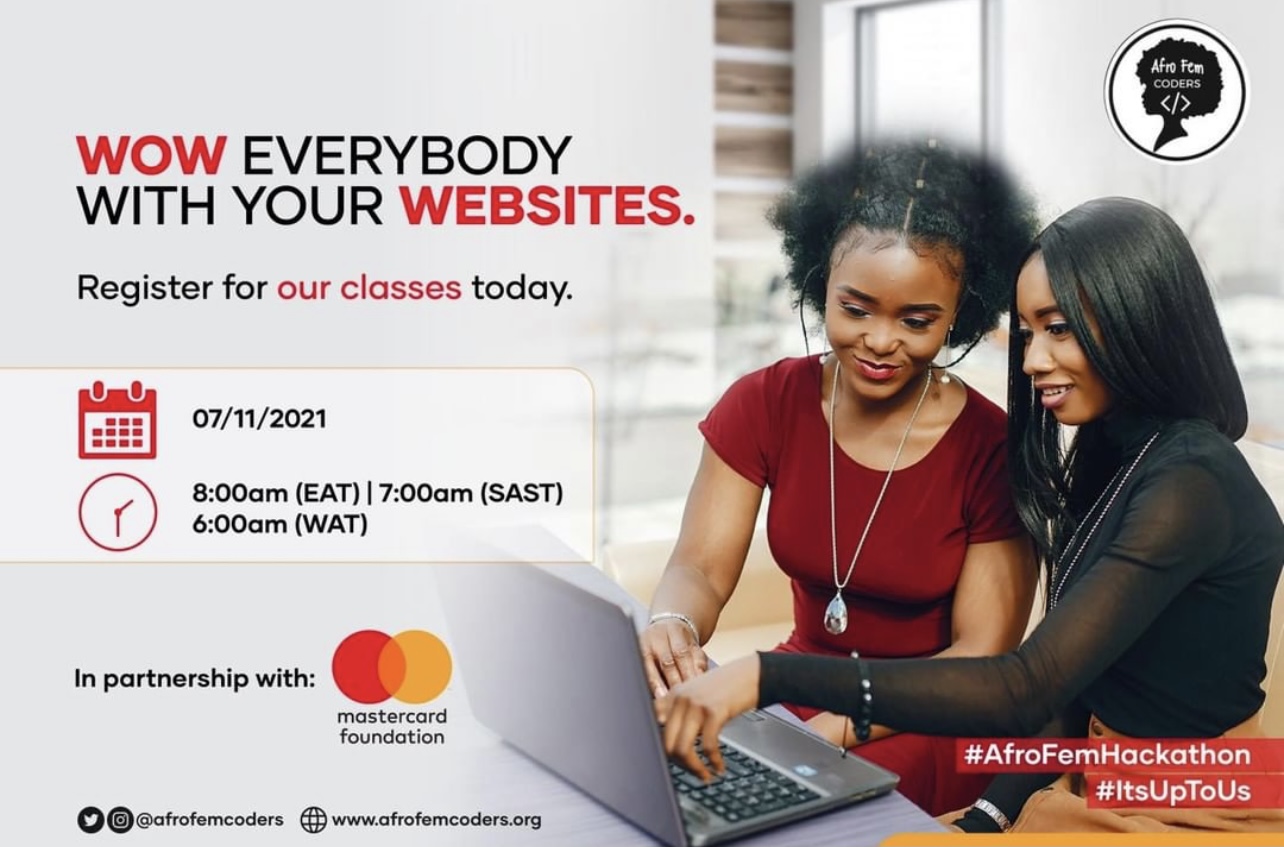 Afro Fem
CODERS
</>
WOW EVERYBODY
WITH YOUR WEBSITES.
Register for our classes today.
07/11/2021
8:00am (EAT) | 7:00am (SAST)
6:00am (WAT)
In partnership with:
mastercard
foundation
#AfroFemHackathon
#ItsUpToUs
@afrofemcoders www.afrofemcoders.org